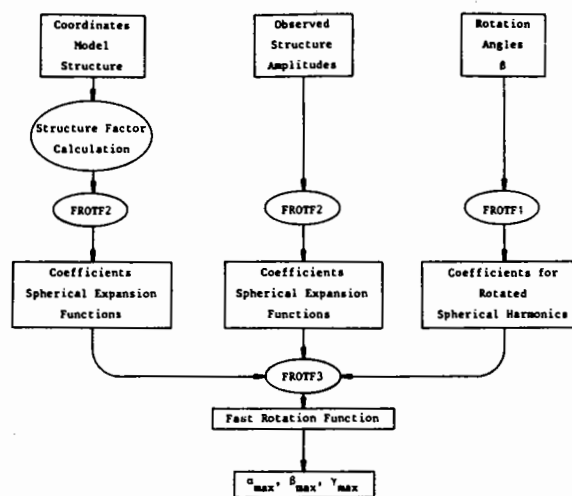 Coordinates
Model
Structure
Observed
Structure
Amplitudes
Rotation
Angles
β
Structure Factor
Calculation
FROTF2
FROTF2
FROTF1
Coefficients
Spherical Expansion
Functions
Coefficients
Spherical Expansion
Functions
Coefficients for
Rotated
Spherical Harmonics
FROTF3
Fast Rotation Function
αmax, βmax, γmax